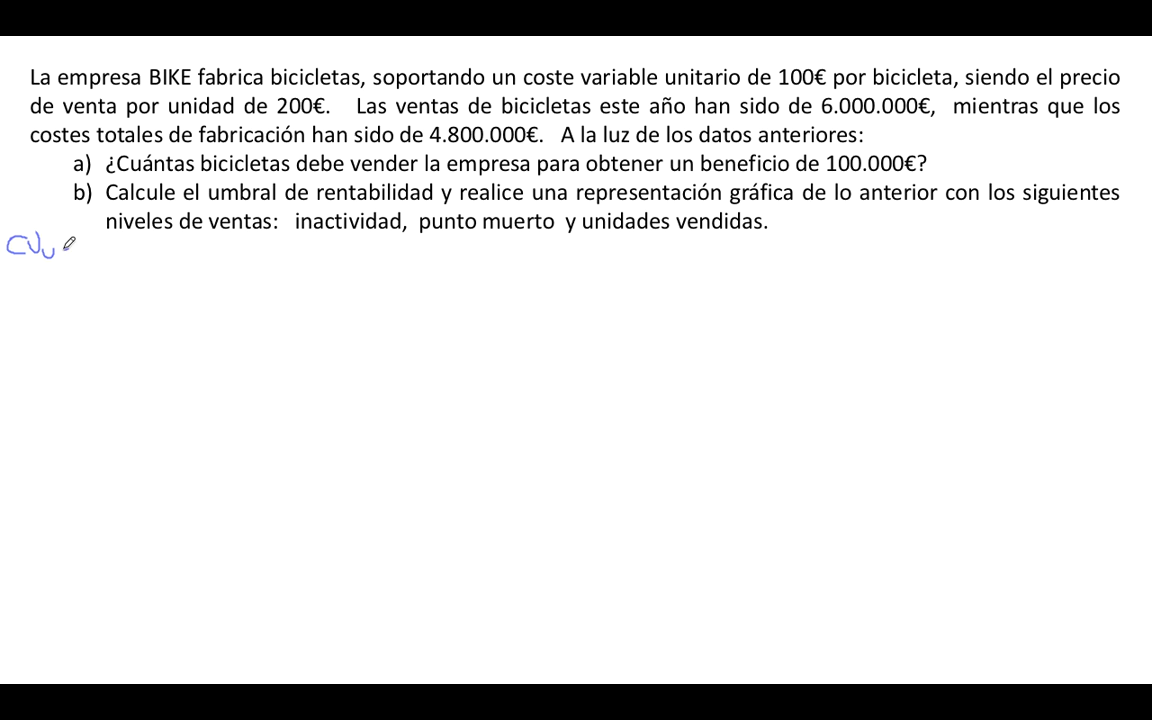 La empresa BIKE fabrica bicicletas, soportando un coste variable unitario de 100€ por bicicleta, siendo el precio
de venta por unidad de 200€. Las ventas de bicicletas este año han sido de 6.000.000€, mientras que los
costes totales de fabricación han sido de 4.800.000€. A la luz de los datos anteriores:
a) ¿Cuántas bicicletas debe vender la empresa para obtener un beneficio de 100.000€?
b) Calcule el umbral de rentabilidad y realice una representación gráfica de lo anterior con los siguientes
niveles de ventas: inactividad, punto muerto y unidades vendidas.
CVu